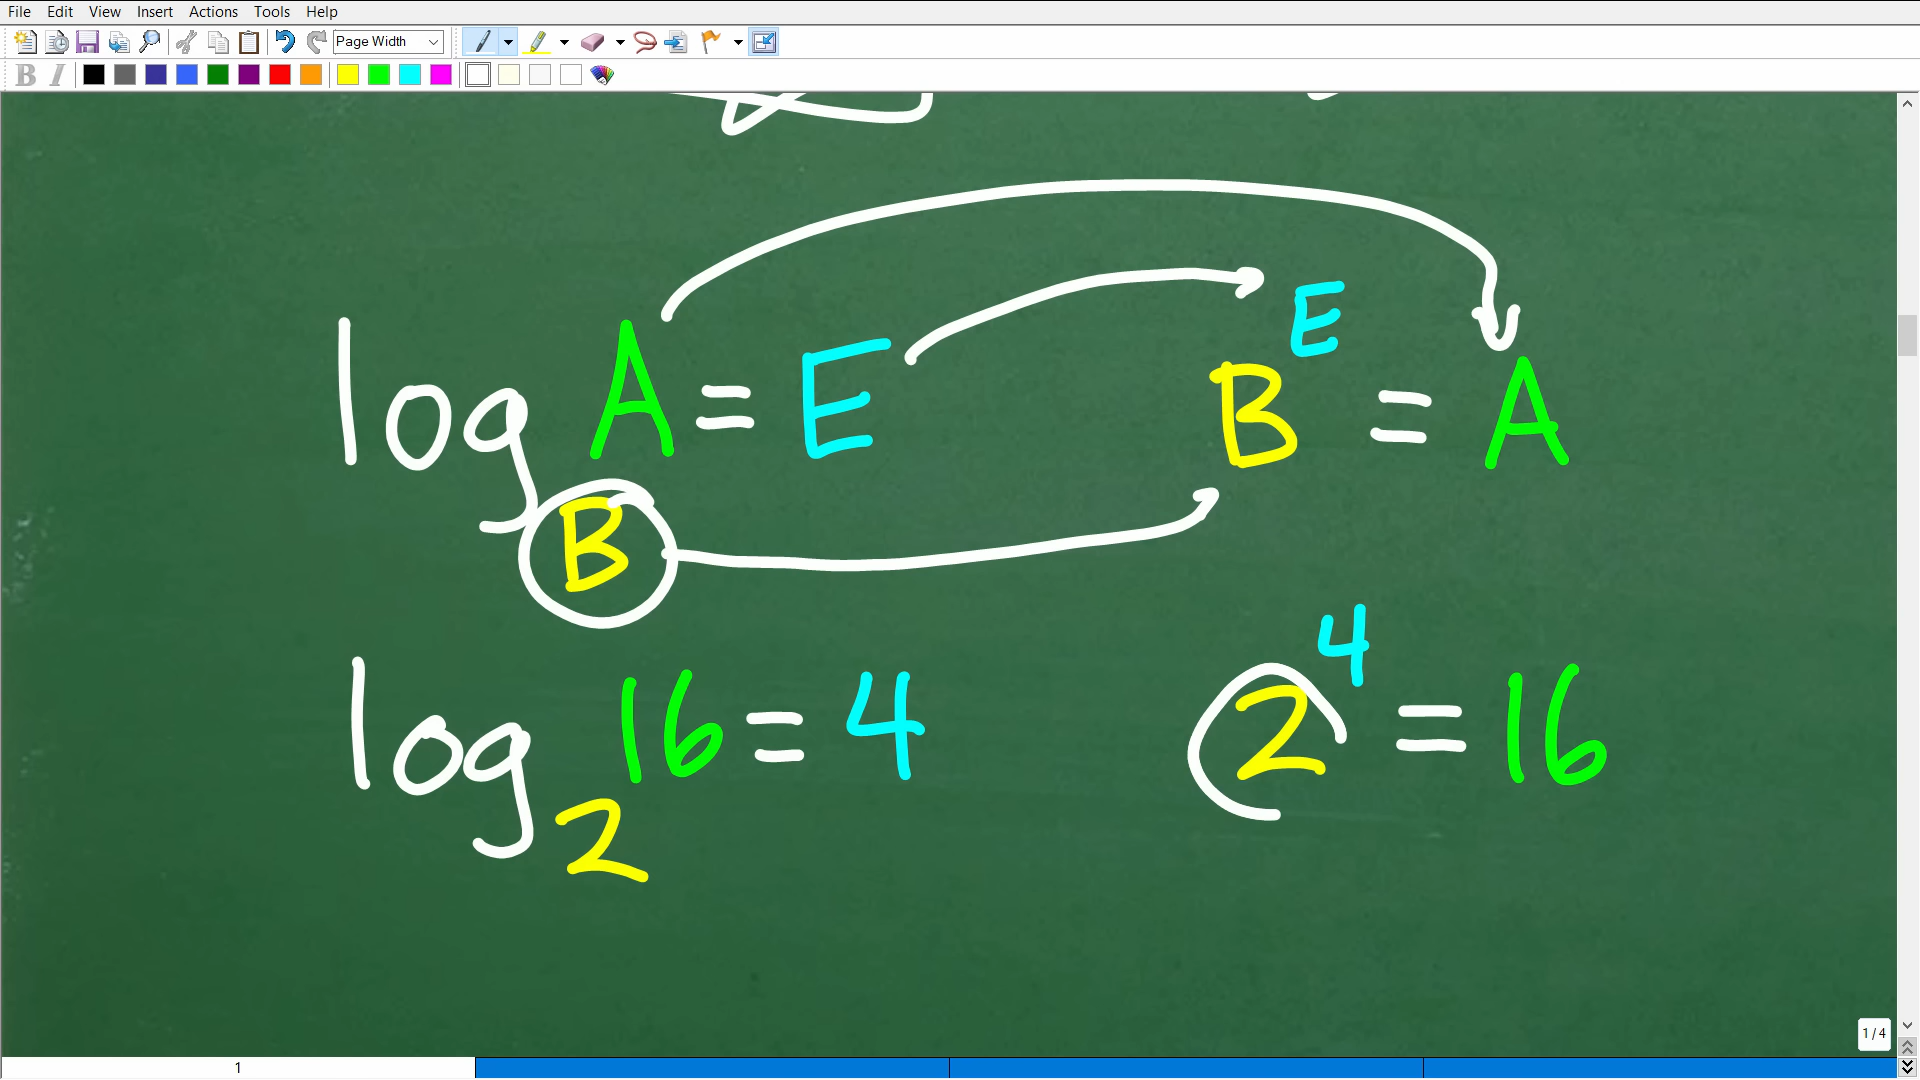 File Edit View Insert Actions Tools Help
Page Width
B I
log_B A = E    B^E = A
log_2 16 = 4    2^4 = 16
1 / 4
1